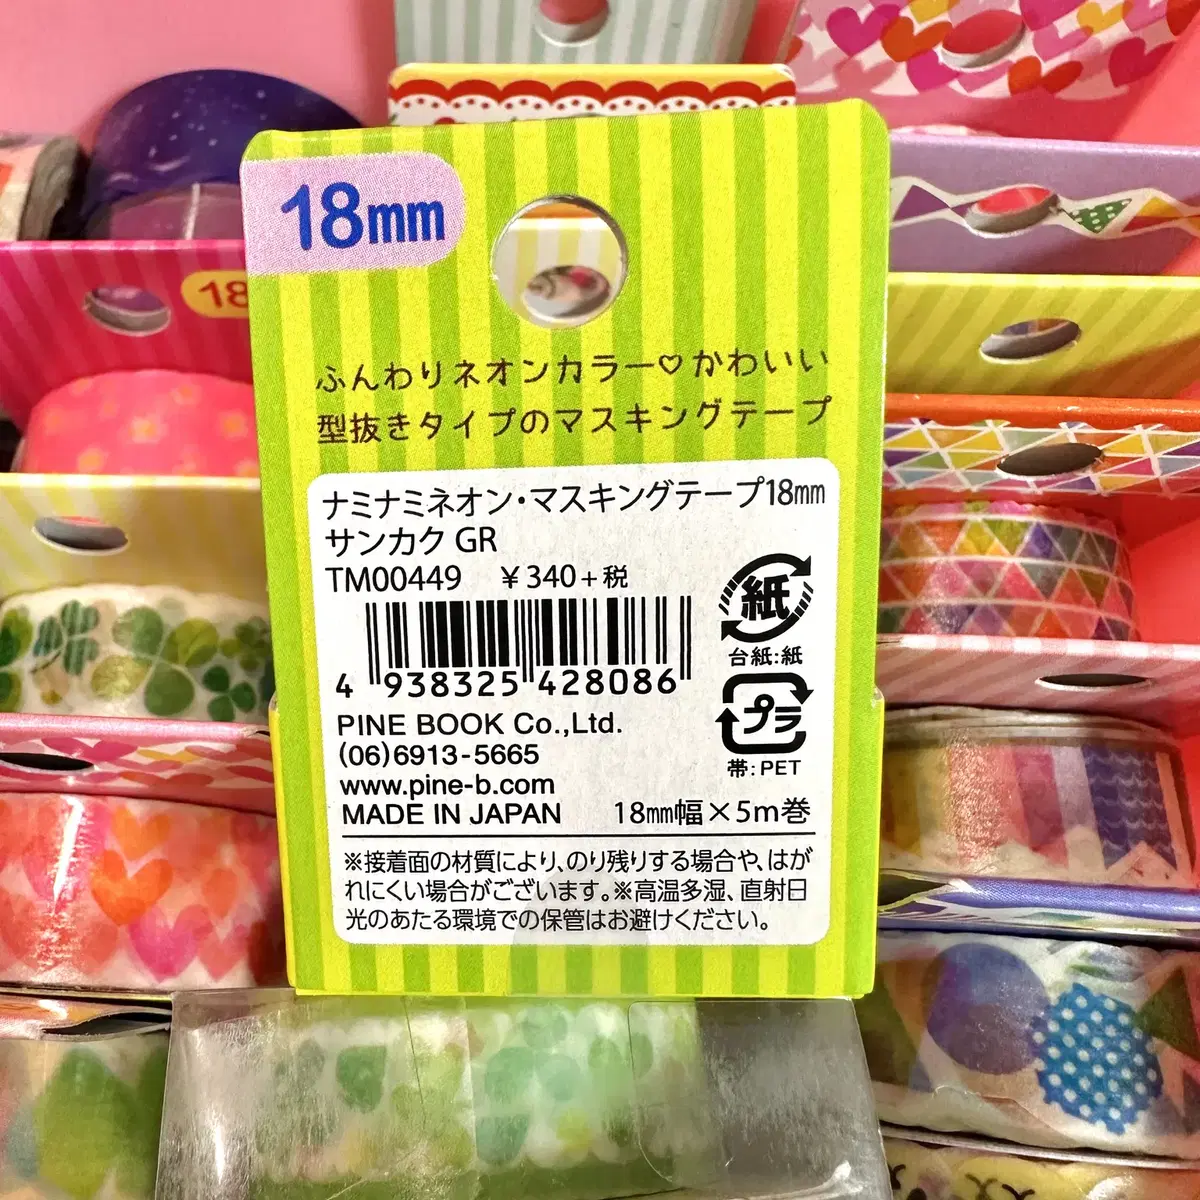 18mm
18
ふんわりネオンカラー♡かわいい
型抜きタイプのマスキングテープ
ナミナミネオン・マスキングテープ18mm
サンカク GR
TM00449 ¥340+税
紙
台紙:紙
4 938325 428086
プラ
帯:PET
PINE BOOK Co.,Ltd.
(06)6913-5665
www.pine-b.com
MADE IN JAPAN 18mm幅×5m巻
※接着面の材質により、のり残りする場合や、はが
れにくい場合がございます。※高温多湿、直射日
光のあたる環境での保管はお避けください。